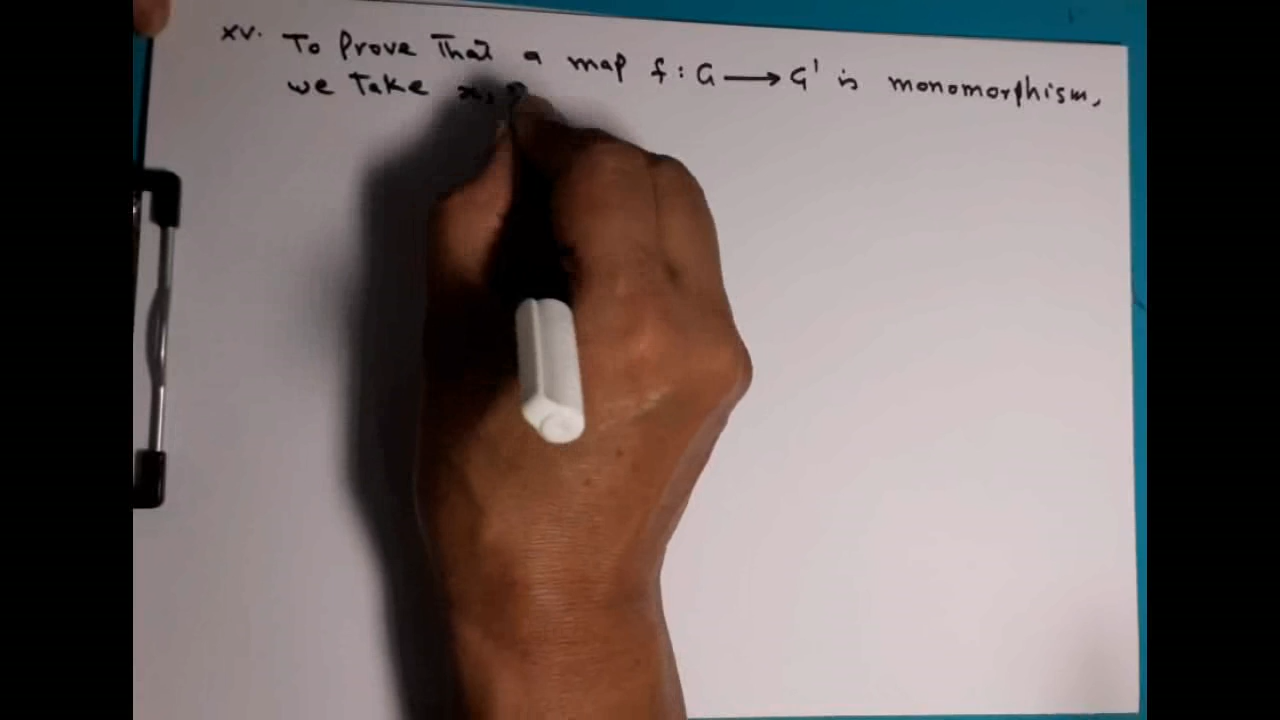 xv. To Prove That a map f : G ⟶ G' is monomorphism,
we Take x,